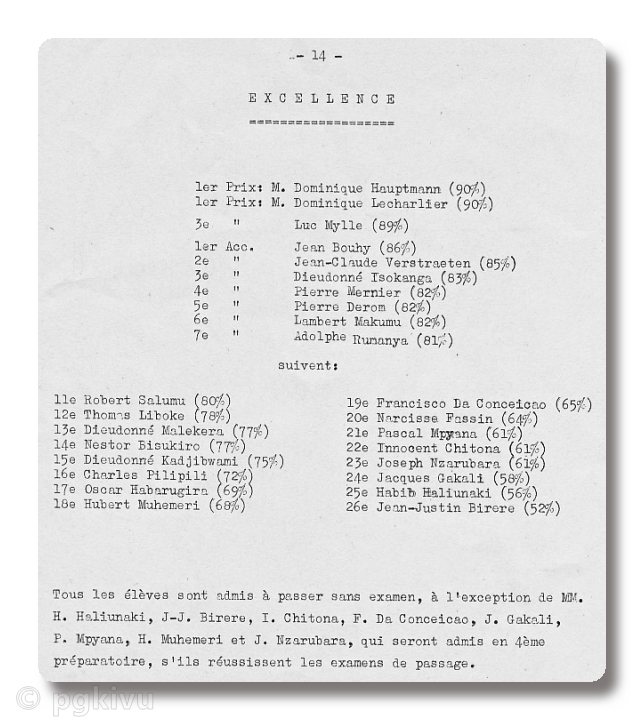 - 14 -
EXCELLENCE
===================
1er Prix: M. Dominique Hauptmann (90%)
1er Prix: M. Dominique Lecharlier (90%)
3e " Luc Mylle (89%)
1er Acc. Jean Bouhy (86%)
2e " Jean-Claude Verstraeten (85%)
3e " Dieudonné Isokanga (83%)
4e " Pierre Mernier (82%)
5e " Pierre Derom (82%)
6e " Lambert Makumu (82%)
7e " Adolphe Rumanya (81%)
suivent:
11e Robert Salumu (80%)
12e Thomas Liboke (78%)
13e Dieudonné Malekera (77%)
14e Nestor Bisukiro (77%)
15e Dieudonné Kadjibwami (75%)
16e Charles Pilipili (72%)
17e Oscar Habarugira (69%)
18e Hubert Muhemeri (68%)
19e Francisco Da Conceicao (65%)
20e Narcisse Fassin (64%)
21e Pascal Mpyana (61%)
22e Innocent Chitona (61%)
23e Joseph Nzarubara (61%)
24e Jacques Gakali (58%)
25e Habib Haliunaki (56%)
26e Jean-Justin Birere (52%)
Tous les élèves sont admis à passer sans examen, à l'exception de MM.
H. Haliunaki, J-J. Birere, I. Chitona, F. Da Conceicao, J. Gakali,
P. Mpyana, H. Muhemeri et J. Nzarubara, qui seront admis en 4ème
préparatoire, s'ils réussissent les examens de passage.
© pgkivu